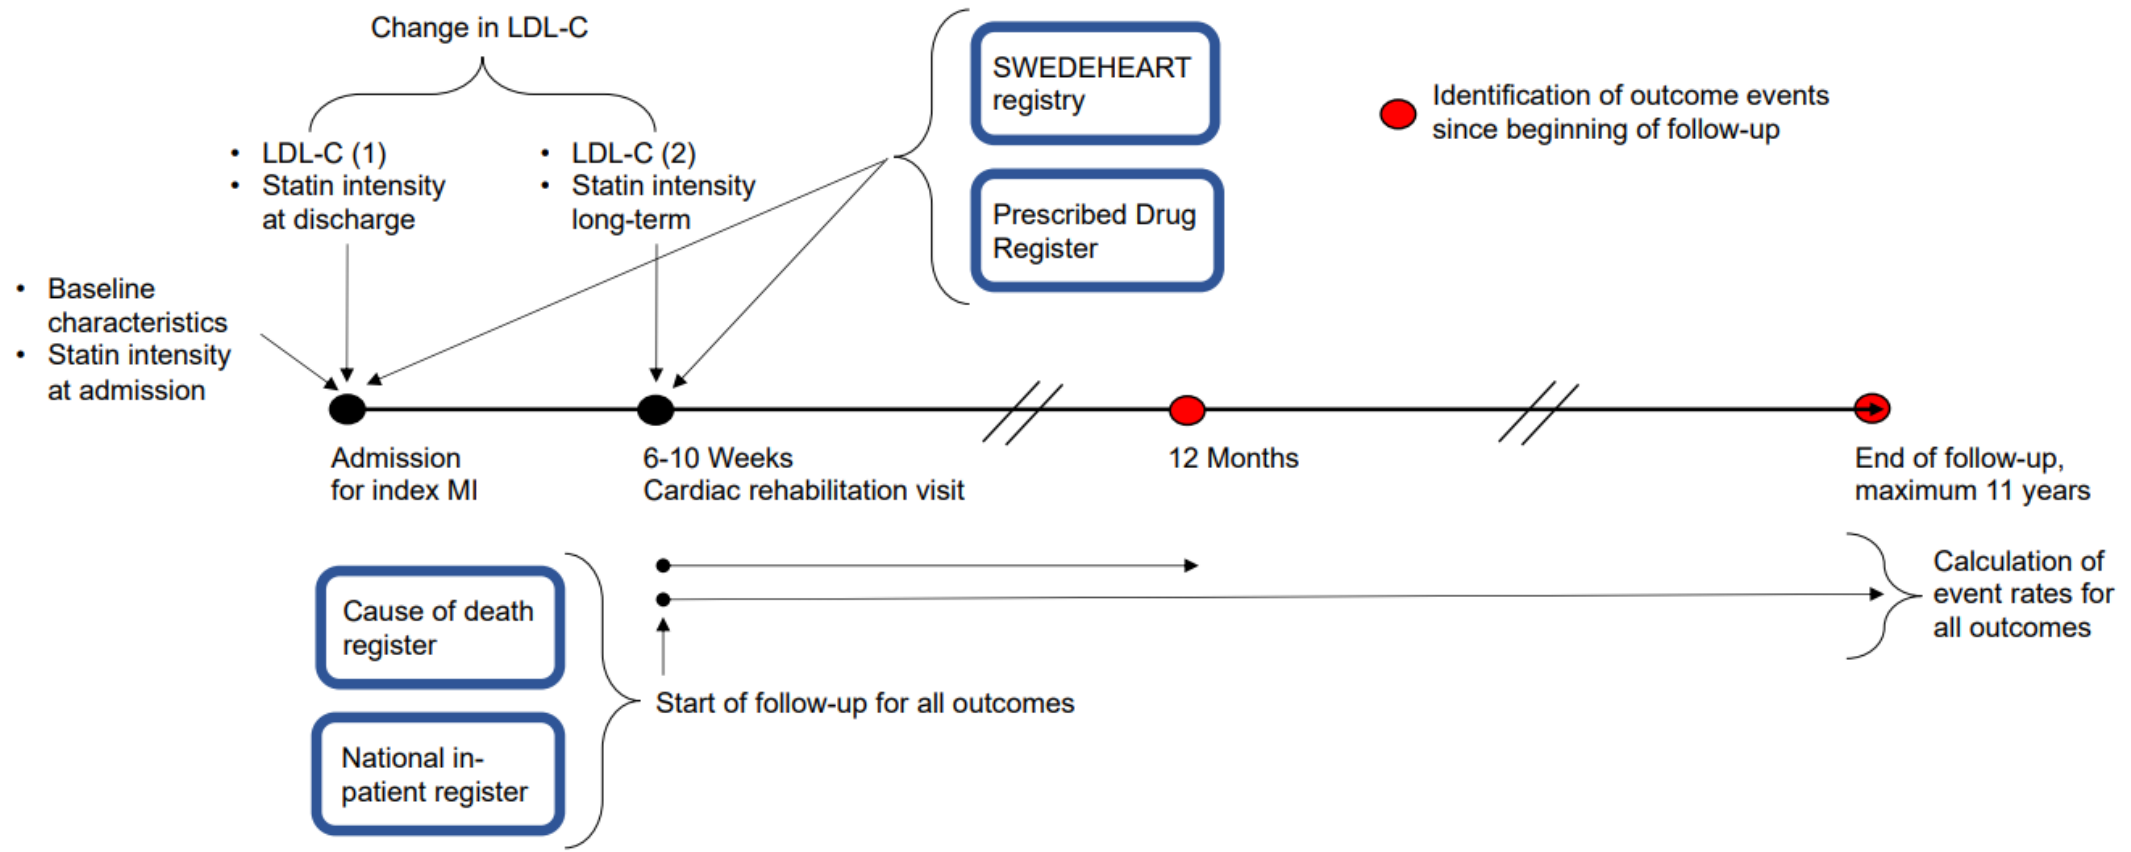 Change in LDL-C
• LDL-C (1)
• Statin intensity
at discharge
• LDL-C (2)
• Statin intensity
long-term
SWEDEHEART
registry
Prescribed Drug
Register
Identification of outcome events
since beginning of follow-up
• Baseline
characteristics
• Statin intensity
at admission
Admission
for index MI
6-10 Weeks
Cardiac rehabilitation visit
12 Months
End of follow-up,
maximum 11 years
Cause of death
register
National in-
patient register
Start of follow-up for all outcomes
Calculation of
event rates for
all outcomes